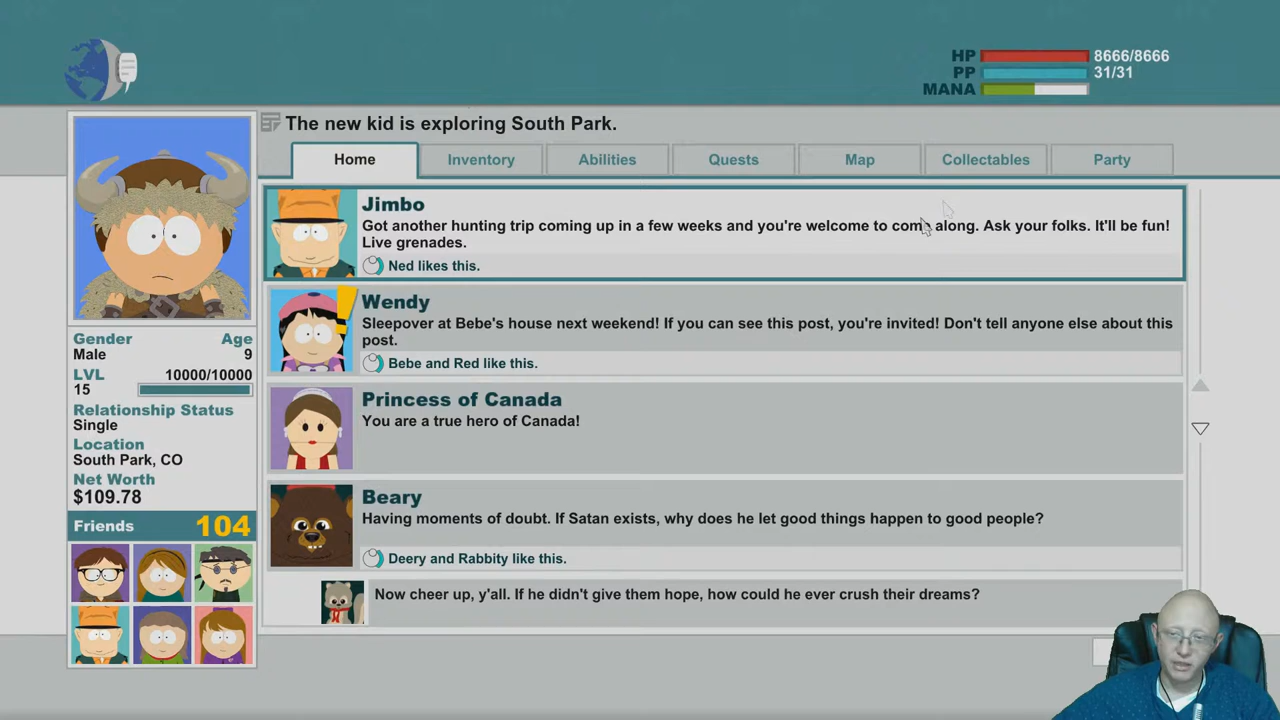 HP 8666/8666
PP 31/31
MANA
The new kid is exploring South Park.
Home Inventory Abilities Quests Map Collectables Party
Jimbo
Got another hunting trip coming up in a few weeks and you're welcome to come along. Ask your folks. It'll be fun!
Live grenades.
Ned likes this.
Wendy
Sleepover at Bebe's house next weekend! If you can see this post, you're invited! Don't tell anyone else about this
post.
Bebe and Red like this.
Princess of Canada
You are a true hero of Canada!
Beary
Having moments of doubt. If Satan exists, why does he let good things happen to good people?
Deery and Rabbity like this.
Now cheer up, y'all. If he didn't give them hope, how could he ever crush their dreams?
Gender Age
Male 9
LVL 10000/10000
15
Relationship Status
Single
Location
South Park, CO
Net Worth
$109.78
Friends 104